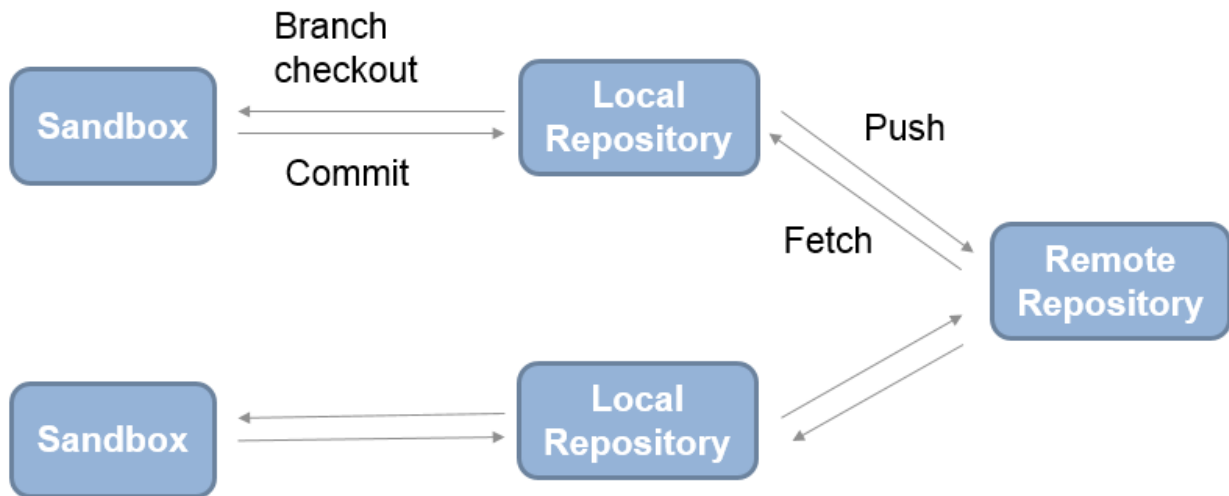 Branch
checkout
Sandbox
Local
Repository
Commit
Push
Fetch
Remote
Repository
Sandbox
Local
Repository